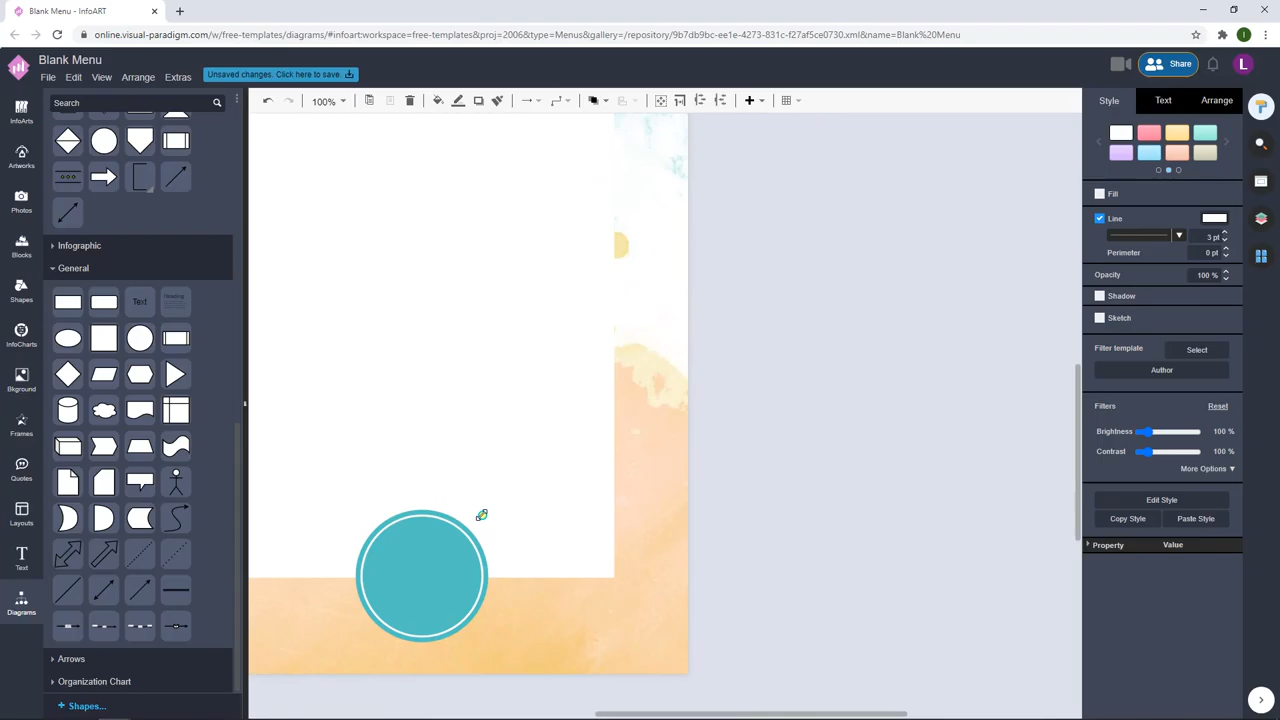 Blank Menu - InfoART
online.visual-paradigm.com/w/free-templates/diagrams/#infoart:workspace=free-templates&proj=2006&type=Menus&gallery=/repository/9b7db9bc-ee1e-4273-831c-f27af5ce0730.xml&name=Blank%20Menu
Blank Menu
File Edit View Arrange Extras
Unsaved changes. Click here to save.
Share
L
I
Search
100%
Style Text Arrange
InfoArts
Artworks
Photos
Blocks
Shapes
InfoCharts
Bkground
Frames
Quotes
Layouts
Text
Diagrams
Infographic
General
Text
Heading
Arrows
Organization Chart
+ Shapes...
Fill
Line
3 pt
Perimeter 0 pt
Opacity 100 %
Shadow
Sketch
Filter template Select
Author
Filters Reset
Brightness 100 %
Contrast 100 %
More Options ▼
Edit Style
Copy Style Paste Style
Property Value